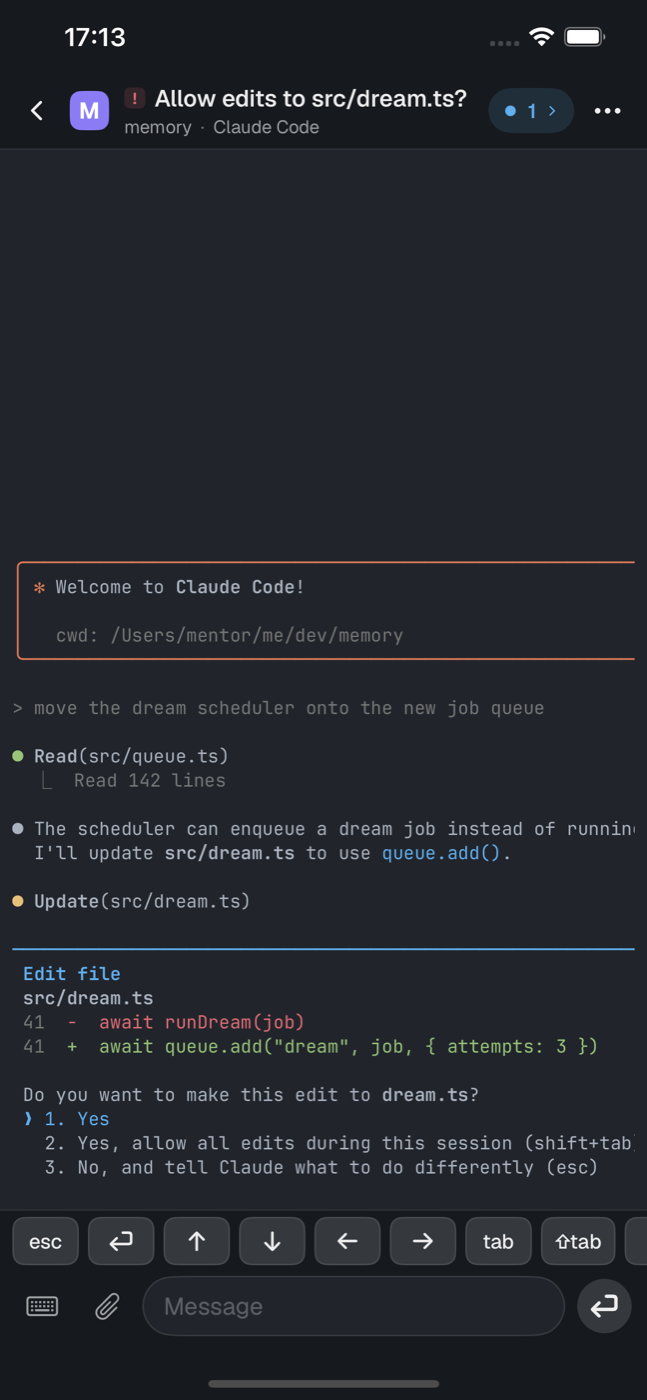 17:13
M
! Allow edits to src/dream.ts?
memory · Claude Code
1
✻ Welcome to Claude Code!
cwd: /Users/mentor/me/dev/memory
> move the dream scheduler onto the new job queue
Read(src/queue.ts)
Read 142 lines
The scheduler can enqueue a dream job instead of
I'll update src/dream.ts to use queue.add().
Update(src/dream.ts)
Edit file
src/dream.ts
41 - await runDream(job)
41 + await queue.add("dream", job, { attempts: 3 })
Do you want to make this edit to dream.ts?
❯ 1. Yes
2. Yes, allow all edits during this session (shift+tab
3. No, and tell Claude what to do differently (esc)
esc
tab
⇧tab
Message